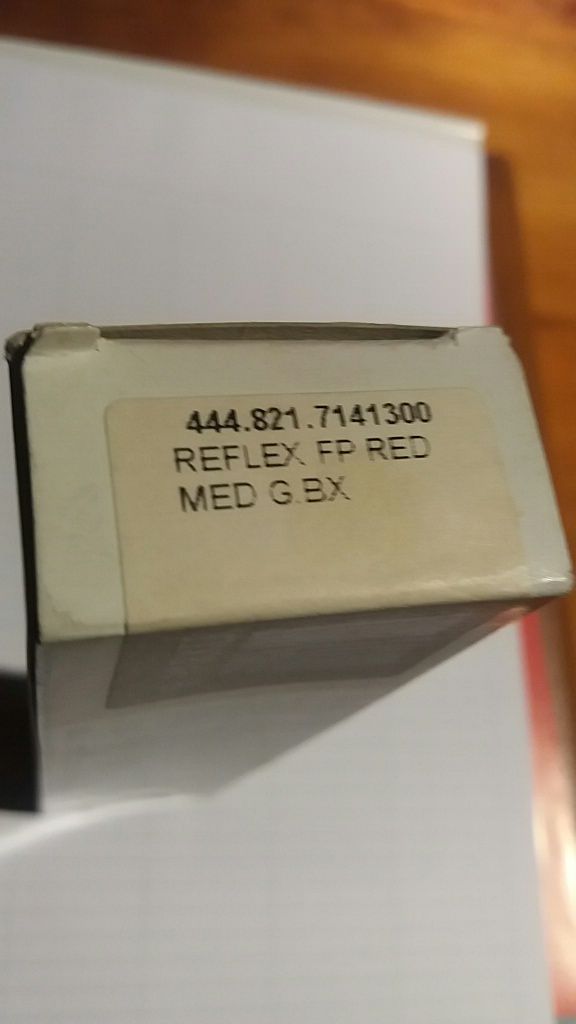 444.821.7141300
REFLEX FP RED
MED G.BX